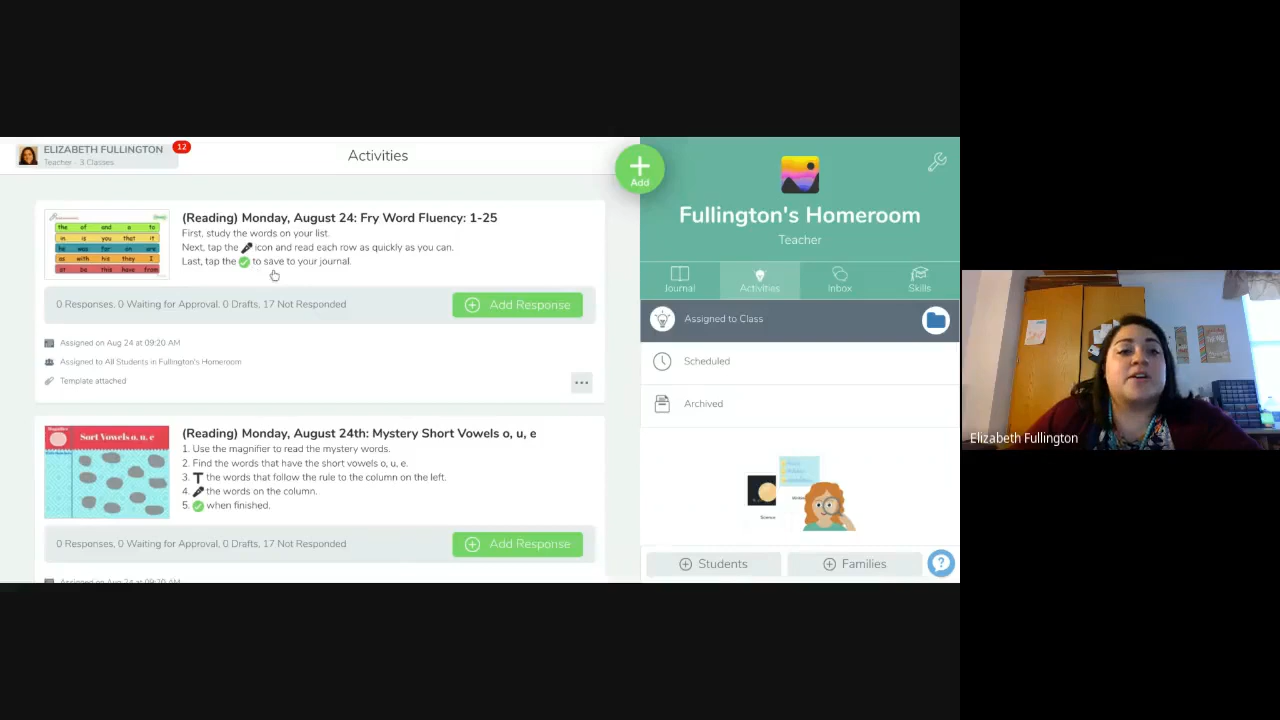 ELIZABETH FULLINGTON
12
Teacher - 3 Classes
Activities
Add
(Reading) Monday, August 24: Fry Word Fluency: 1-25
First, study the words on your list.
Next, tap the icon and read each row as quickly as you can.
Last, tap the to save to your journal.
the of and a to
in is you that it
he was for on are
as with his they I
at be this have from
0 Responses, 0 Waiting for Approval, 0 Drafts, 17 Not Responded
Add Response
Assigned on Aug 24 at 09:20 AM
Assigned to All Students in Fullington's Homeroom
Template attached
Sort Vowels o, u, e
(Reading) Monday, August 24th: Mystery Short Vowels o, u, e
1. Use the magnifier to read the mystery words.
2. Find the words that have the short vowels o, u, e.
3. T the words that follow the rule to the column on the left.
4. the words on the column.
5. when finished.
0 Responses, 0 Waiting for Approval, 0 Drafts, 17 Not Responded
Add Response
Assigned on Aug 24 at 09:20 AM
Fullington's Homeroom
Teacher
Journal
Activities
Inbox
Skills
Assigned to Class
Scheduled
Archived
Science
Students
Families
?
Elizabeth Fullington